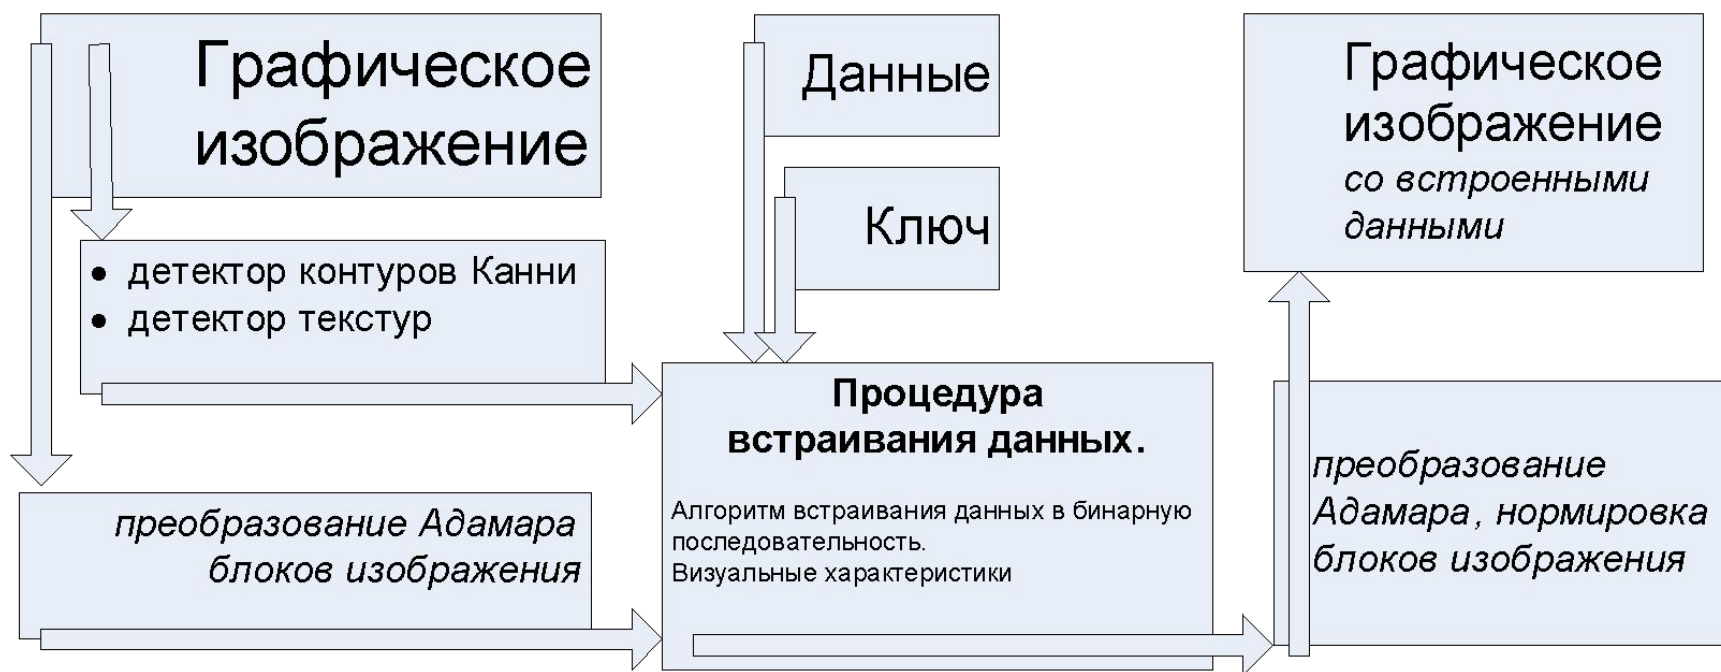 Графическое
изображение
• детектор контуров Канни
• детектор текстур
преобразование Адамара
блоков изображения
Данные
Ключ
Процедура
встраивания данных.
Алгоритм встраивания данных в бинарную
последовательность.
Визуальные характеристики
преобразование
Адамара, нормировка
блоков изображения
Графическое
изображение
со встроенными
данными